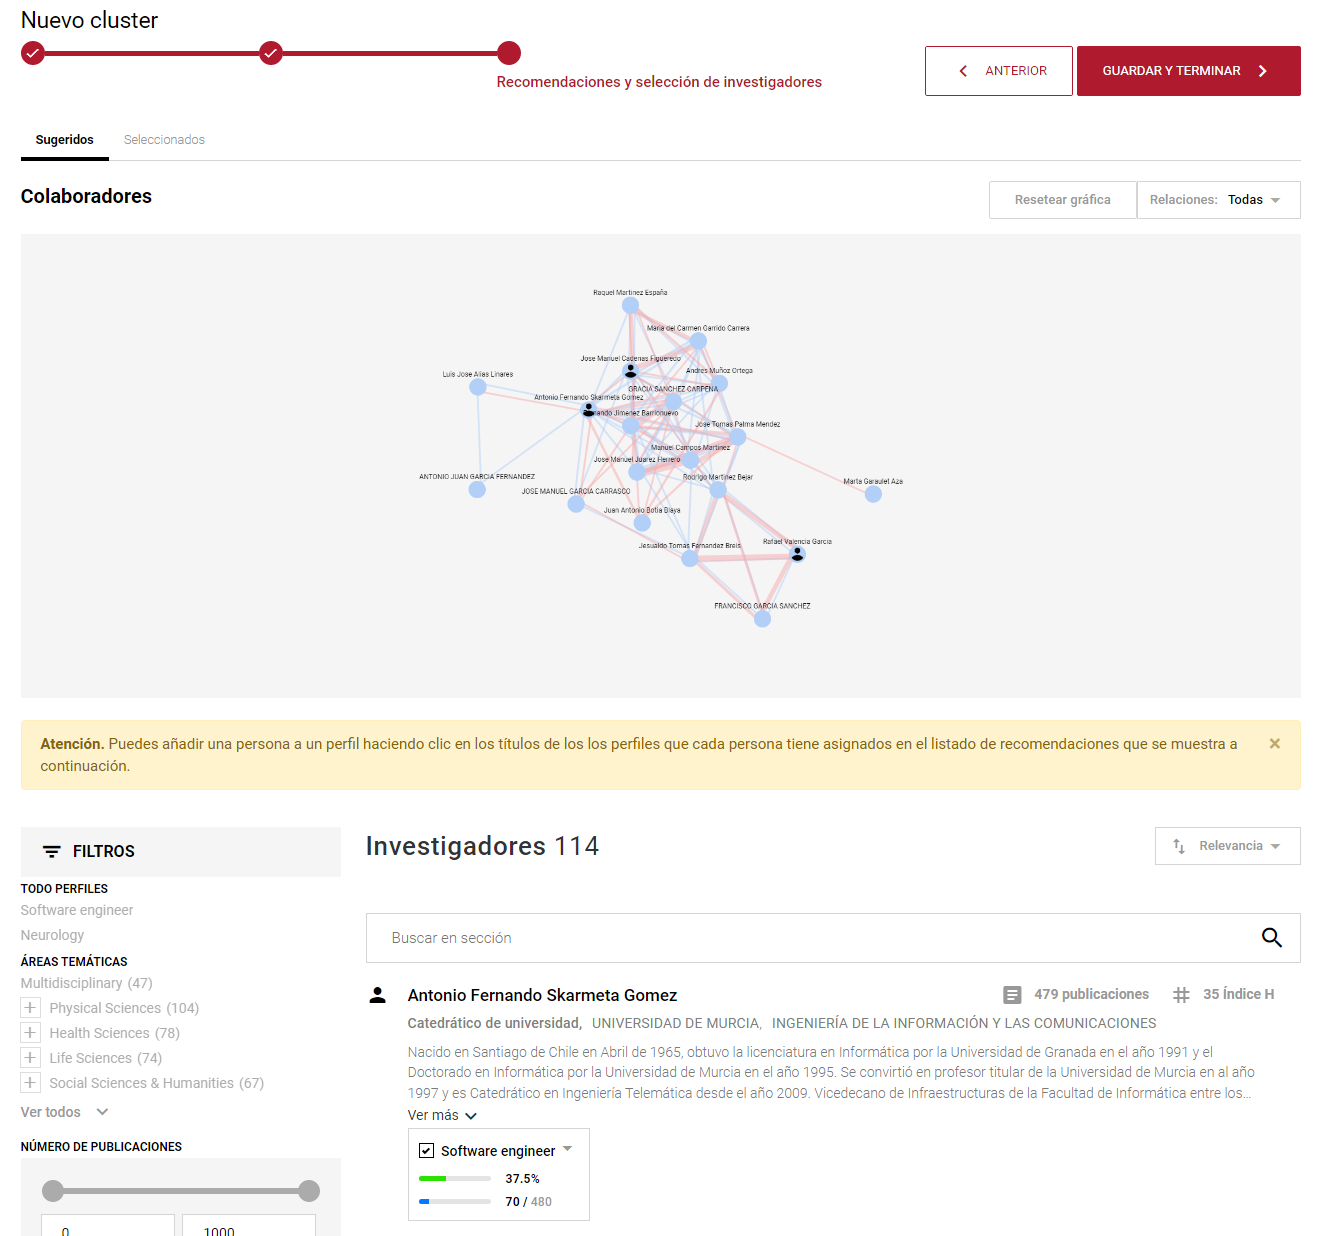 Nuevo cluster
Recomendaciones y selección de investigadores
ANTERIOR
GUARDAR Y TERMINAR
Sugeridos
Seleccionados
Colaboradores
Resetear gráfica
Relaciones: Todas
Raquel Martinez España
Maria del Carmen Garrido Carrera
Jose Manuel Cadenas Figueredo
Luis Jose Alias Linares
Andres Muñoz Ortega
GRACIA SANCHEZ CARPENA
Antonio Fernando Skarmeta Gomez
Fernando Jimenez Barrionuevo
Jose Tomas Palma Mendez
Manuel Campos Martinez
Jose Manuel Juarez Herrero
ANTONIO JUAN GARCIA FERNANDEZ
Rodrigo Martinez Bejar
Marta Garaulet Aza
JOSE MANUEL GARCIA CARRASCO
Juan Antonio Botia Blaya
Rafael Valencia Garcia
Jesualdo Tomas Fernandez Breis
FRANCISCO GARCIA SANCHEZ
Atención. Puedes añadir una persona a un perfil haciendo clic en los títulos de los los perfiles que cada persona tiene asignados en el listado de recomendaciones que se muestra a
continuación.
FILTROS
TODO PERFILES
Software engineer
Neurology
ÁREAS TEMÁTICAS
Multidisciplinary (47)
Physical Sciences (104)
Health Sciences (78)
Life Sciences (74)
Social Sciences & Humanities (67)
Ver todos
NÚMERO DE PUBLICACIONES
0
1000
Investigadores 114
Relevancia
Buscar en sección
Antonio Fernando Skarmeta Gomez
479 publicaciones
35 Índice H
Catedrático de universidad, UNIVERSIDAD DE MURCIA, INGENIERÍA DE LA INFORMACIÓN Y LAS COMUNICACIONES
Nacido en Santiago de Chile en Abril de 1965, obtuvo la licenciatura en Informática por la Universidad de Granada en el año 1991 y el
Doctorado en Informática por la Universidad de Murcia en el año 1995. Se convirtió en profesor titular de la Universidad de Murcia en al año
1997 y es Catedrático en Ingeniería Telemática desde el año 2009. Vicedecano de Infraestructuras de la Facultad de Informática entre los...
Ver más
Software engineer
37.5%
70 / 480